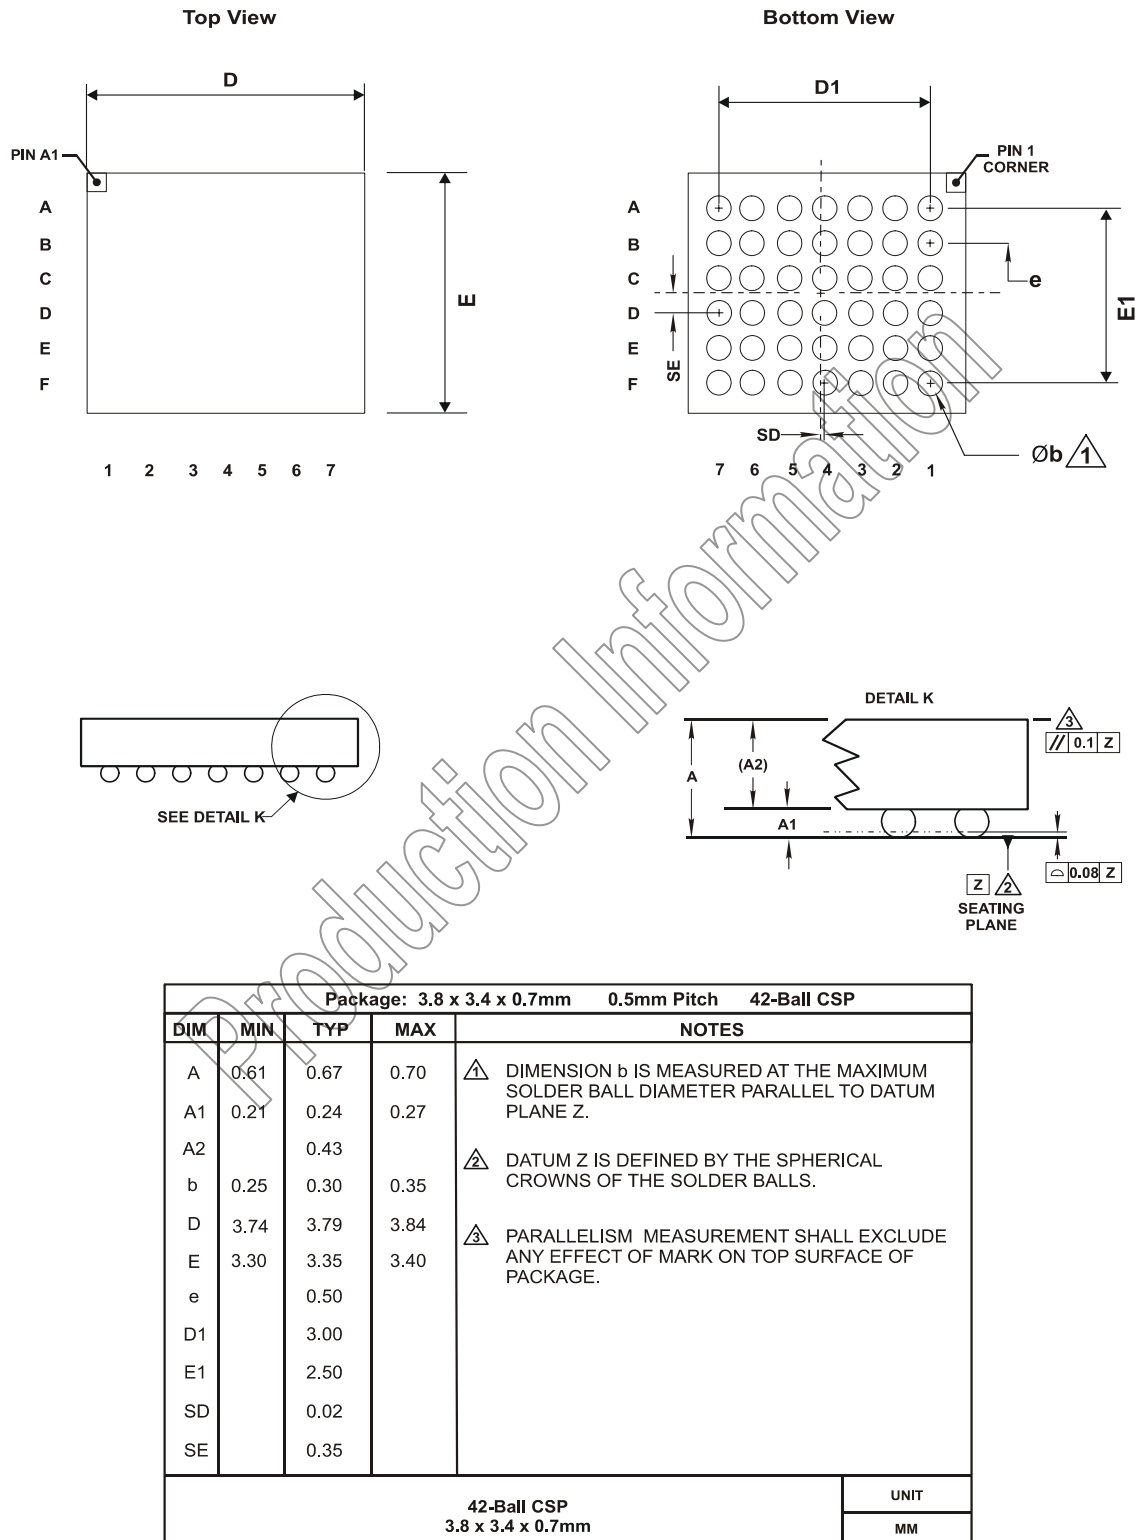 Top View
Bottom View
D
D1
PIN A1
PIN 1
CORNER
A
B
C
D
E
F
E
A
B
C
D
E
F
e
E1
SE
SD
Øb 1
1 2 3 4 5 6 7
7 6 5 4 3 2 1
Production Information
SEE DETAIL K
DETAIL K
A
(A2)
A1
3
// 0.1 Z
⌓ 0.08 Z
Z 2
SEATING
PLANE
Package: 3.8 x 3.4 x 0.7mm 0.5mm Pitch 42-Ball CSP
DIM MIN TYP MAX NOTES
A 0.61 0.67 0.70
A1 0.21 0.24 0.27
A2 0.43
b 0.25 0.30 0.35
D 3.74 3.79 3.84
E 3.30 3.35 3.40
e 0.50
D1 3.00
E1 2.50
SD 0.02
SE 0.35
1 DIMENSION b IS MEASURED AT THE MAXIMUM
SOLDER BALL DIAMETER PARALLEL TO DATUM
PLANE Z.
2 DATUM Z IS DEFINED BY THE SPHERICAL
CROWNS OF THE SOLDER BALLS.
3 PARALLELISM MEASUREMENT SHALL EXCLUDE
ANY EFFECT OF MARK ON TOP SURFACE OF
PACKAGE.
42-Ball CSP
3.8 x 3.4 x 0.7mm
UNIT
MM